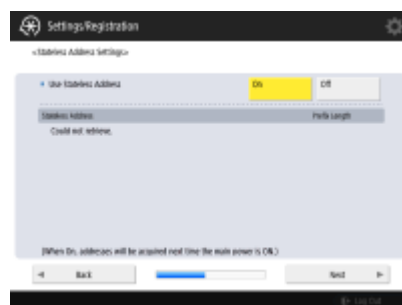 Settings/Registration
<Stateless Address Settings>
Use Stateless Address
On
Off
Stateless Address
Prefix Length
Could not retrieve.
(When On, addresses will be acquired next time the main power is ON.)
Back
Next
Log Out